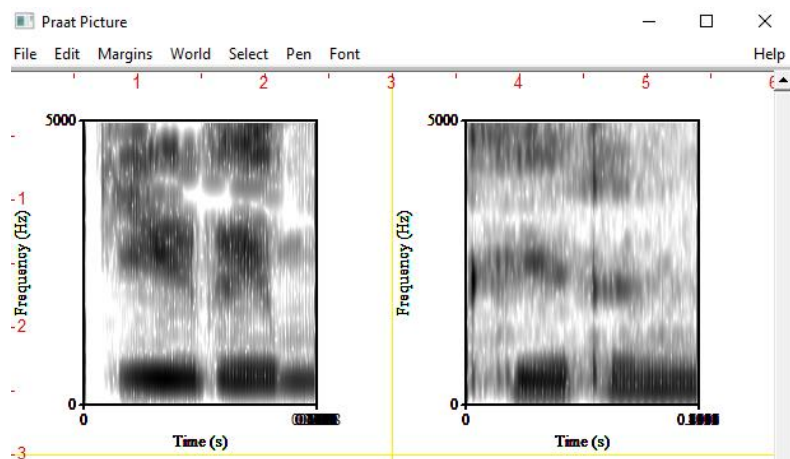 Praat Picture
File Edit Margins World Select Pen Font Help
1 2 3 4 5 6
5000 5000
1
Frequency (Hz) Frequency (Hz)
2
0 0
0 0
Time (s) Time (s)
3